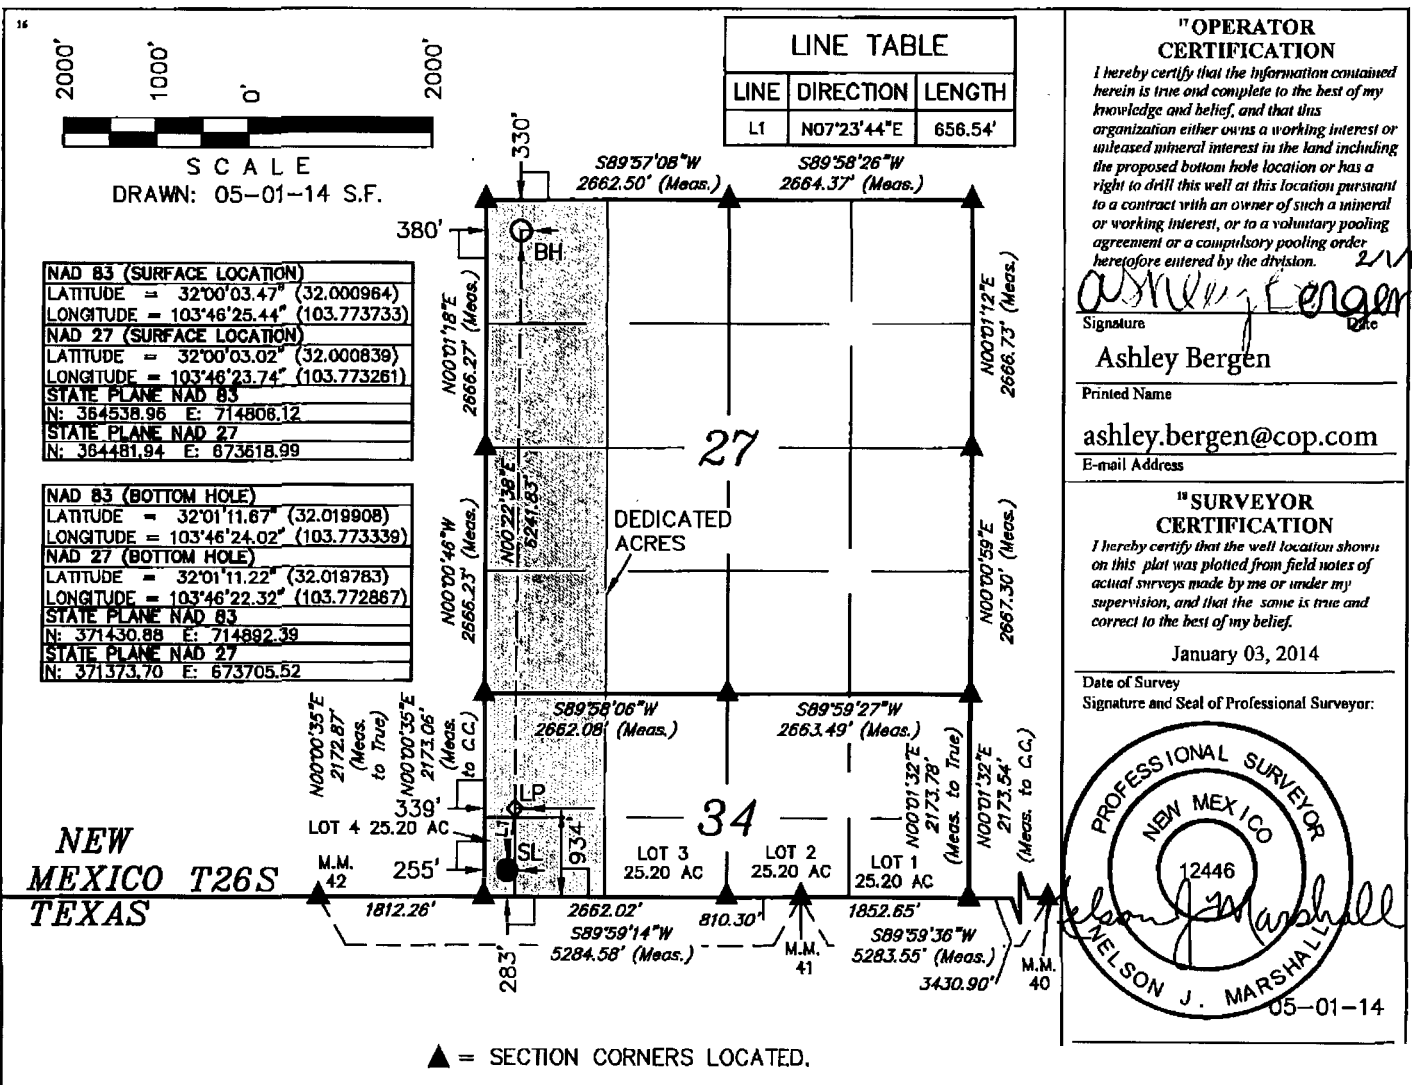 16
2000' 1000' 0' 2000'
SCALE
DRAWN: 05-01-14 S.F.
LINE TABLE
LINE DIRECTION LENGTH
L1 N07°23'44"E 656.54'
NAD 83 (SURFACE LOCATION)
LATITUDE = 32°00'03.47" (32.000964)
LONGITUDE = 103°46'25.44" (103.773733)
NAD 27 (SURFACE LOCATION)
LATITUDE = 32°00'03.02" (32.000839)
LONGITUDE = 103°46'23.74" (103.773261)
STATE PLANE NAD 83
N: 364538.96 E: 714806.12
STATE PLANE NAD 27
N: 364481.94 E: 673618.99
NAD 83 (BOTTOM HOLE)
LATITUDE = 32°01'11.67" (32.019908)
LONGITUDE = 103°46'24.02" (103.773339)
NAD 27 (BOTTOM HOLE)
LATITUDE = 32°01'11.22" (32.019783)
LONGITUDE = 103°46'22.32" (103.772867)
STATE PLANE NAD 83
N: 371430.88 E: 714892.39
STATE PLANE NAD 27
N: 371373.70 E: 673705.52
330'
S89°57'08"W
2662.50' (Meas.)
S89°58'26"W
2664.37' (Meas.)
380'
BH
N00°01'18"E
2666.27' (Meas.)
N00°01'12"E
2666.73' (Meas.)
27
N00°22'38"E
6241.83'
DEDICATED
ACRES
N00°00'46"W
2666.23' (Meas.)
N00°00'59"E
2667.30' (Meas.)
S89°58'06"W
2662.08' (Meas.)
S89°59'27"W
2663.49' (Meas.)
N00°00'35"E
2172.87'
(Meas.
to True)
N00°00'35"E
2173.06'
(Meas.
to C.C.)
N00°01'32"E
2173.78'
(Meas. to True)
N00°01'32"E
2173.54'
(Meas. to C.C.)
LP
339'
LOT 4 25.20 AC
L1
SL
934'
255'
34
LOT 3
25.20 AC
LOT 2
25.20 AC
LOT 1
25.20 AC
NEW
MEXICO T26S
TEXAS
M.M.
42
1812.26'
2662.02'
810.30'
1852.65'
S89°59'14"W
5284.58' (Meas.)
M.M.
41
S89°59'36"W
5283.55' (Meas.)
3430.90'
M.M.
40
283'
▲ = SECTION CORNERS LOCATED.
17 OPERATOR
CERTIFICATION
I hereby certify that the information contained
herein is true and complete to the best of my
knowledge and belief, and that this
organization either owns a working interest or
unleased mineral interest in the land including
the proposed bottom hole location or has a
right to drill this well at this location pursuant
to a contract with an owner of such a mineral
or working interest, or to a voluntary pooling
agreement or a compulsory pooling order
heretofore entered by the division.
Ashley Bergen
Signature Date
Ashley Bergen
Printed Name
ashley.bergen@cop.com
E-mail Address
18 SURVEYOR
CERTIFICATION
I hereby certify that the well location shown
on this plat was plotted from field notes of
actual surveys made by me or under my
supervision, and that the same is true and
correct to the best of my belief.
January 03, 2014
Date of Survey
Signature and Seal of Professional Surveyor:
PROFESSIONAL SURVEYOR
NEW MEXICO
12446
Nelson J Marshall
NELSON J. MARSHALL
05-01-14